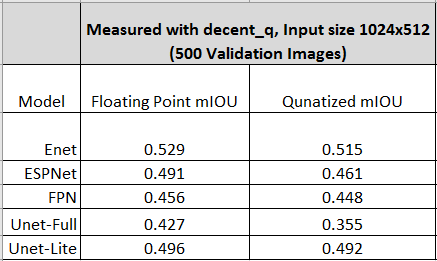 Measured with decent_q, Input size 1024x512
(500 Validation Images)
Model Floating Point mIOU Qunatized mIOU
Enet 0.529 0.515
ESPNet 0.491 0.461
FPN 0.456 0.448
Unet-Full 0.427 0.355
Unet-Lite 0.496 0.492